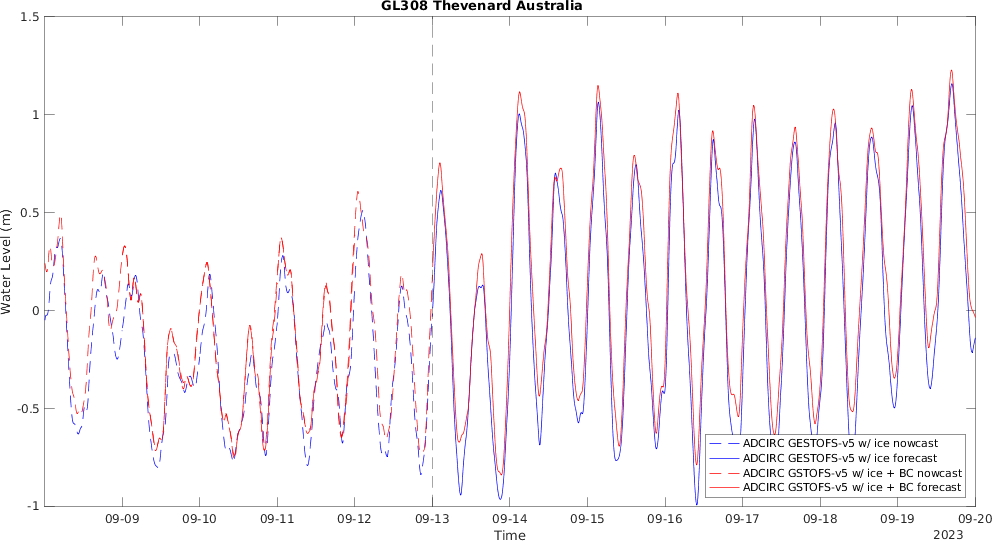 GL308 Thevenard Australia
1.5
1
0.5
0
-0.5
-1
Water Level (m)
09-09
09-10
09-11
09-12
09-13
09-14
09-15
09-16
09-17
09-18
09-19
09-20
Time
2023
ADCIRC GESTOFS-v5 w/ ice nowcast
ADCIRC GESTOFS-v5 w/ ice forecast
ADCIRC GSTOFS-v5 w/ ice + BC nowcast
ADCIRC GSTOFS-v5 w/ ice + BC forecast